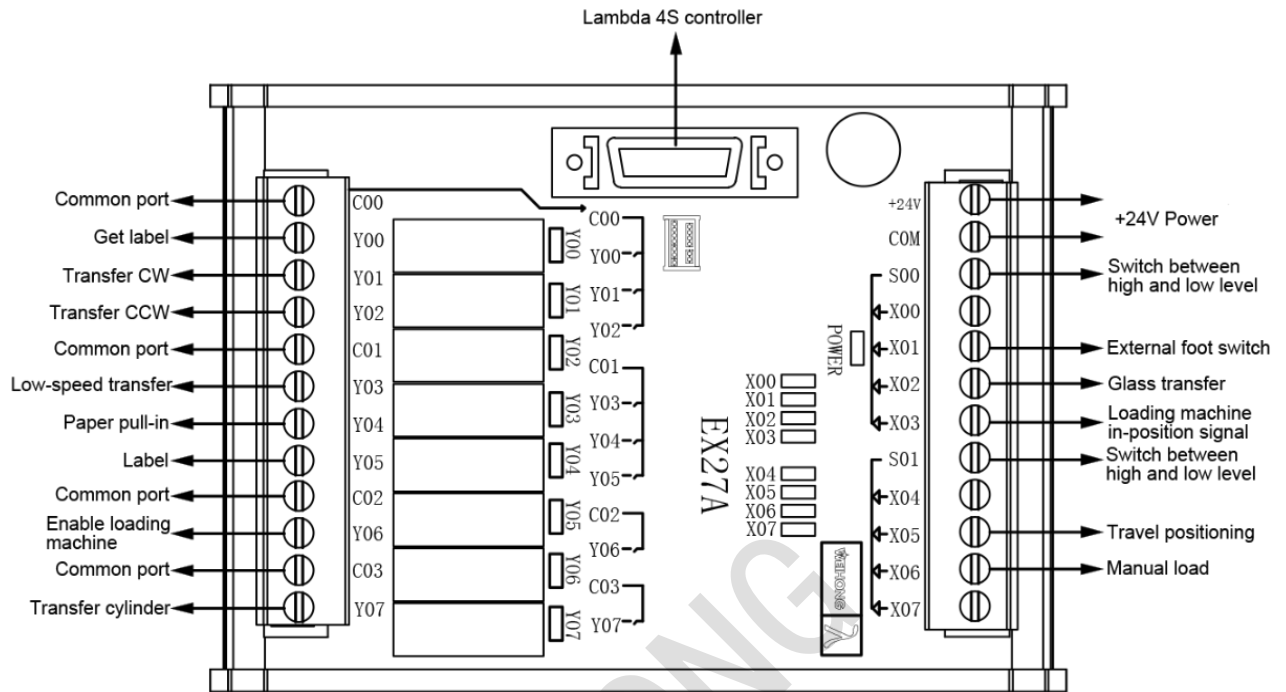 Lambda 4S controller
Common port
Get label
Transfer CW
Transfer CCW
Common port
Low-speed transfer
Paper pull-in
Label
Common port
Enable loading
machine
Common port
Transfer cylinder
C00
Y00
Y01
Y02
C01
Y03
Y04
Y05
C02
Y06
C03
Y07
Y00
Y01
Y02
Y03
Y04
Y05
Y06
Y07
C00
Y00
Y01
Y02
C01
Y03
Y04
Y05
C02
Y06
C03
Y07
EX27A
POWER
X00
X01
X02
X03
X04
X05
X06
X07
WEIHONG
+24V
COM
S00
X00
X01
X02
X03
S01
X04
X05
X06
X07
+24V Power
Switch between
high and low level
External foot switch
Glass transfer
Loading machine
in-position signal
Switch between
high and low level
Travel positioning
Manual load
ONG